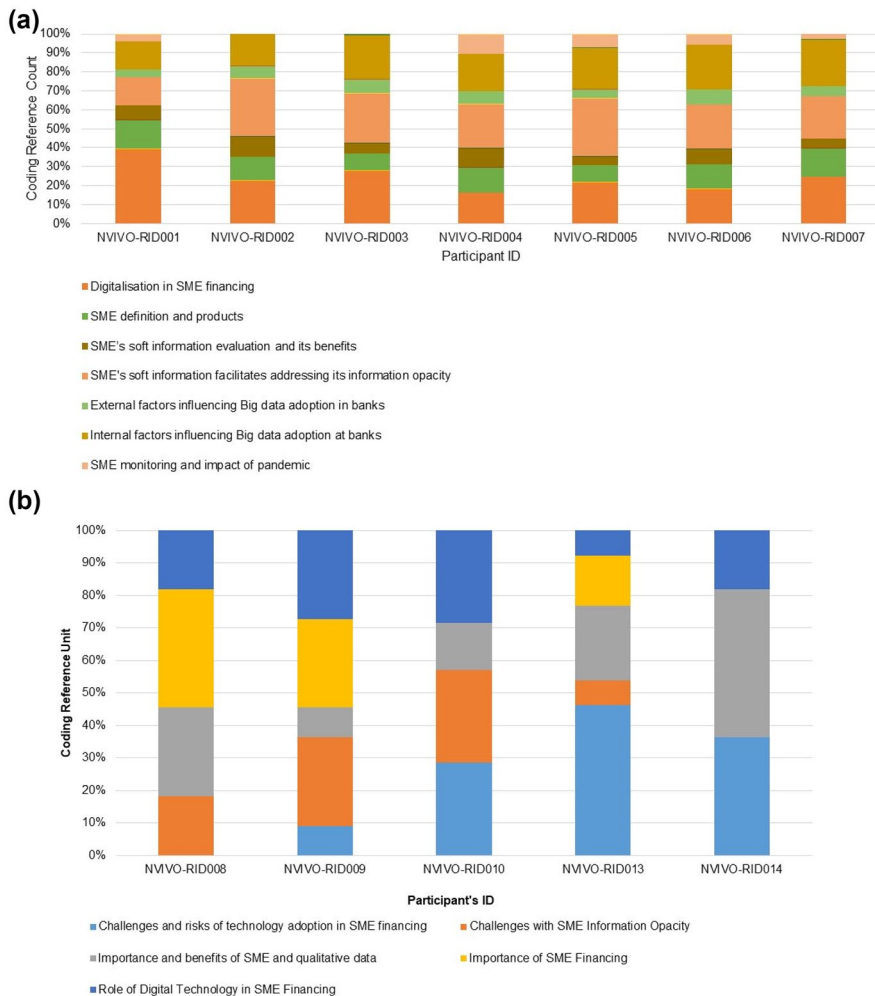 (a)
100%
90%
80%
70%
60%
50%
40%
30%
20%
10%
0%
Coding Reference Count
NVIVO-RID001 NVIVO-RID002 NVIVO-RID003 NVIVO-RID004 NVIVO-RID005 NVIVO-RID006 NVIVO-RID007
Participant ID
Digitalisation in SME financing
SME definition and products
SME's soft information evaluation and its benefits
SME's soft information facilitates addressing its information opacity
External factors influencing Big data adoption in banks
Internal factors influencing Big data adoption at banks
SME monitoring and impact of pandemic
(b)
100%
90%
80%
70%
60%
50%
40%
30%
20%
10%
0%
Coding Reference Unit
NVIVO-RID008 NVIVO-RID009 NVIVO-RID010 NVIVO-RID013 NVIVO-RID014
Participant's ID
Challenges and risks of technology adoption in SME financing Challenges with SME Information Opacity
Importance and benefits of SME and qualitative data Importance of SME Financing
Role of Digital Technology in SME Financing